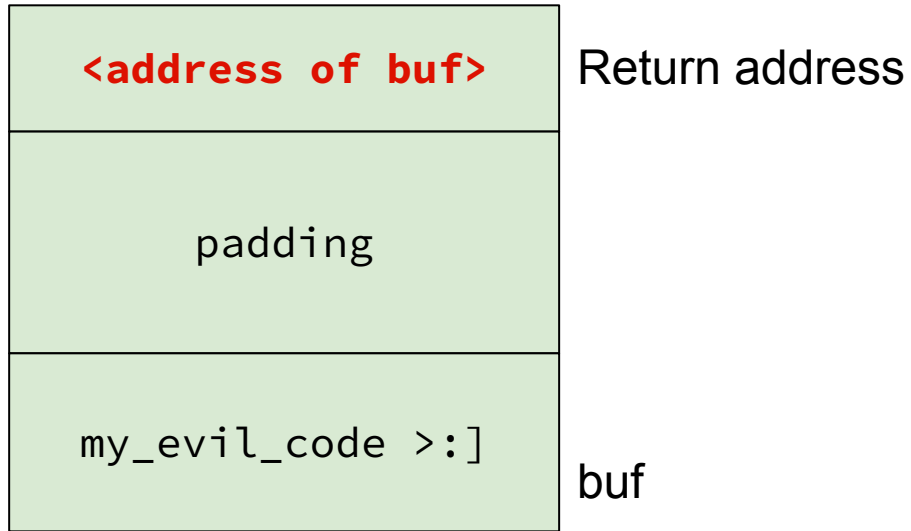 <address of buf>
Return address
padding
my_evil_code >:]
buf